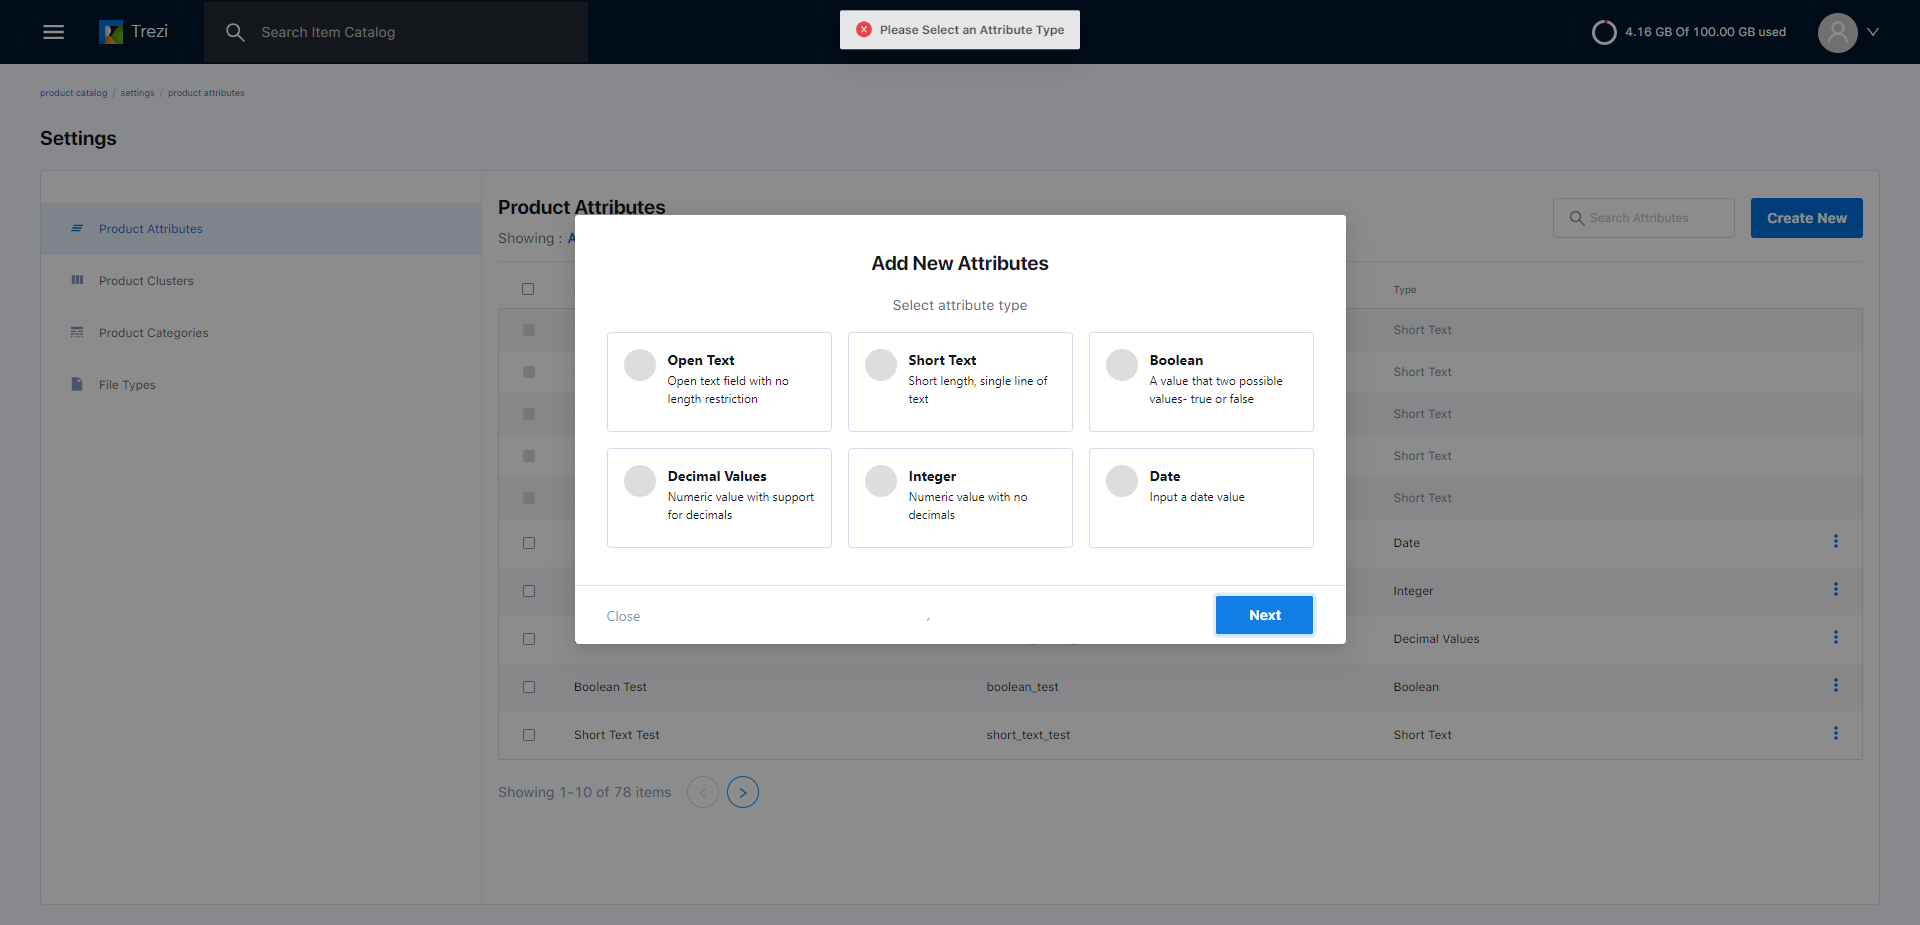 Trezi
Search Item Catalog
Please Select an Attribute Type
4.16 GB Of 100.00 GB used
product catalog / settings / product attributes
Settings
Product Attributes
Product Clusters
Product Categories
File Types
Product Attributes
Showing : A
Search Attributes
Create New
Type
Short Text
Short Text
Short Text
Short Text
Short Text
Date
Integer
Decimal Values
Boolean Test boolean_test Boolean
Short Text Test short_text_test Short Text
Showing 1-10 of 78 items
Add New Attributes
Select attribute type
Open Text
Open text field with no
length restriction
Short Text
Short length, single line of
text
Boolean
A value that two possible
values- true or false
Decimal Values
Numeric value with support
for decimals
Integer
Numeric value with no
decimals
Date
Input a date value
Close
,
Next